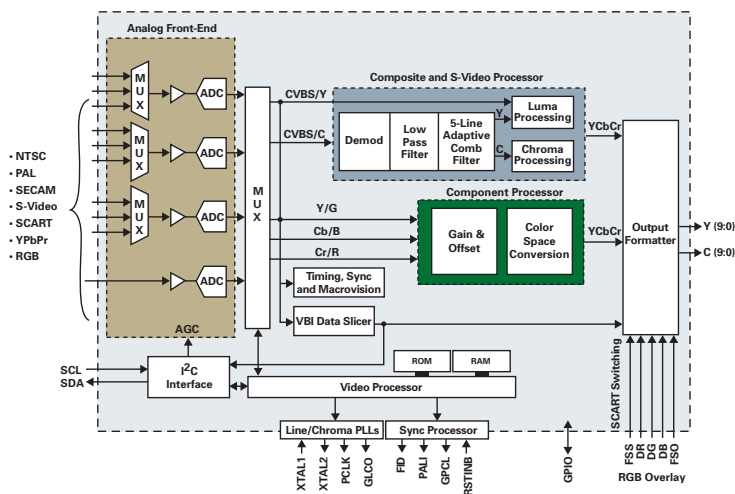 Analog Front-End
MUX
ADC
MUX
ADC
MUX
ADC
ADC
AGC
• NTSC
• PAL
• SECAM
• S-Video
• SCART
• YPbPr
• RGB
MUX
CVBS/Y
CVBS/C
Y/G
Cb/B
Cr/R
Composite and S-Video Processor
Demod
Low
Pass
Filter
5-Line
Adaptive
Comb
Filter
Y
C
Luma
Processing
Chroma
Processing
YCbCr
Component Processor
Gain &
Offset
Color
Space
Conversion
YCbCr
Output
Formatter
Y (9:0)
C (9:0)
Timing, Sync
and Macrovision
VBI Data Slicer
SCL
SDA
I2C
Interface
ROM
RAM
Video Processor
Line/Chroma PLLs
Sync Processor
XTAL1
XTAL2
PCLK
GLCO
FID
PALI
GPCL
RSTINB
GPIO
SCART Switching
FSS
DR
DG
DB
FSO
RGB Overlay